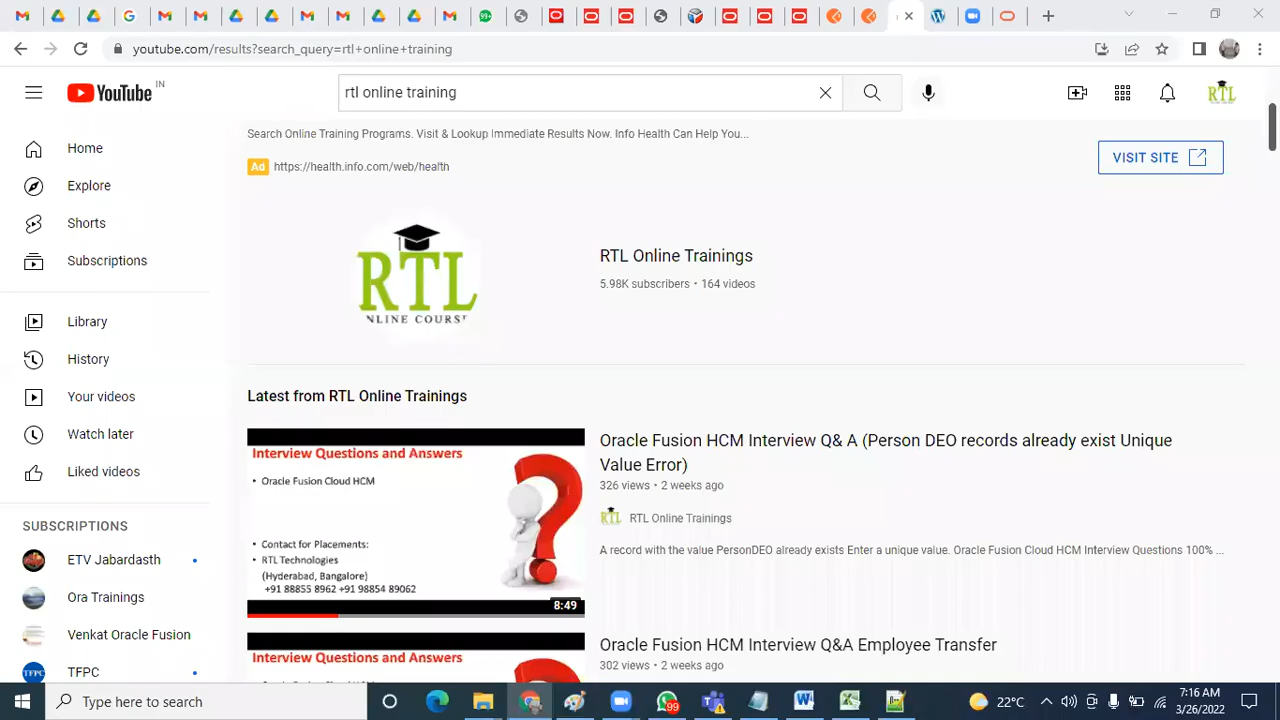 99+
youtube.com/results?search_query=rtl+online+training
YouTube IN
rtl online training
RTL
Search Online Training Programs. Visit & Lookup Immediate Results Now. Info Health Can Help You...
Ad https://health.info.com/web/health
VISIT SITE
Home
Explore
Shorts
Subscriptions
Library
History
Your videos
Watch later
Liked videos
SUBSCRIPTIONS
ETV Jabardasth
Ora Trainings
Venkat Oracle Fusion
TFPC TFPC
RTL
NLINE COURS
RTL Online Trainings
5.98K subscribers • 164 videos
Latest from RTL Online Trainings
Interview Questions and Answers
• Oracle Fusion Cloud HCM
• Contact for Placements:
• RTL Technologies
(Hyderabad, Bangalore)
+91 88855 8962 +91 98854 89062
8:49
Oracle Fusion HCM Interview Q& A (Person DEO records already exist Unique
Value Error)
326 views • 2 weeks ago
RTL RTL Online Trainings
A record with the value PersonDEO already exists Enter a unique value. Oracle Fusion Cloud HCM Interview Questions 100% ...
Interview Questions and Answers
Oracle Fusion HCM Interview Q&A Employee Transfer
302 views • 2 weeks ago
Type here to search
99
22°C
7:16 AM
3/26/2022